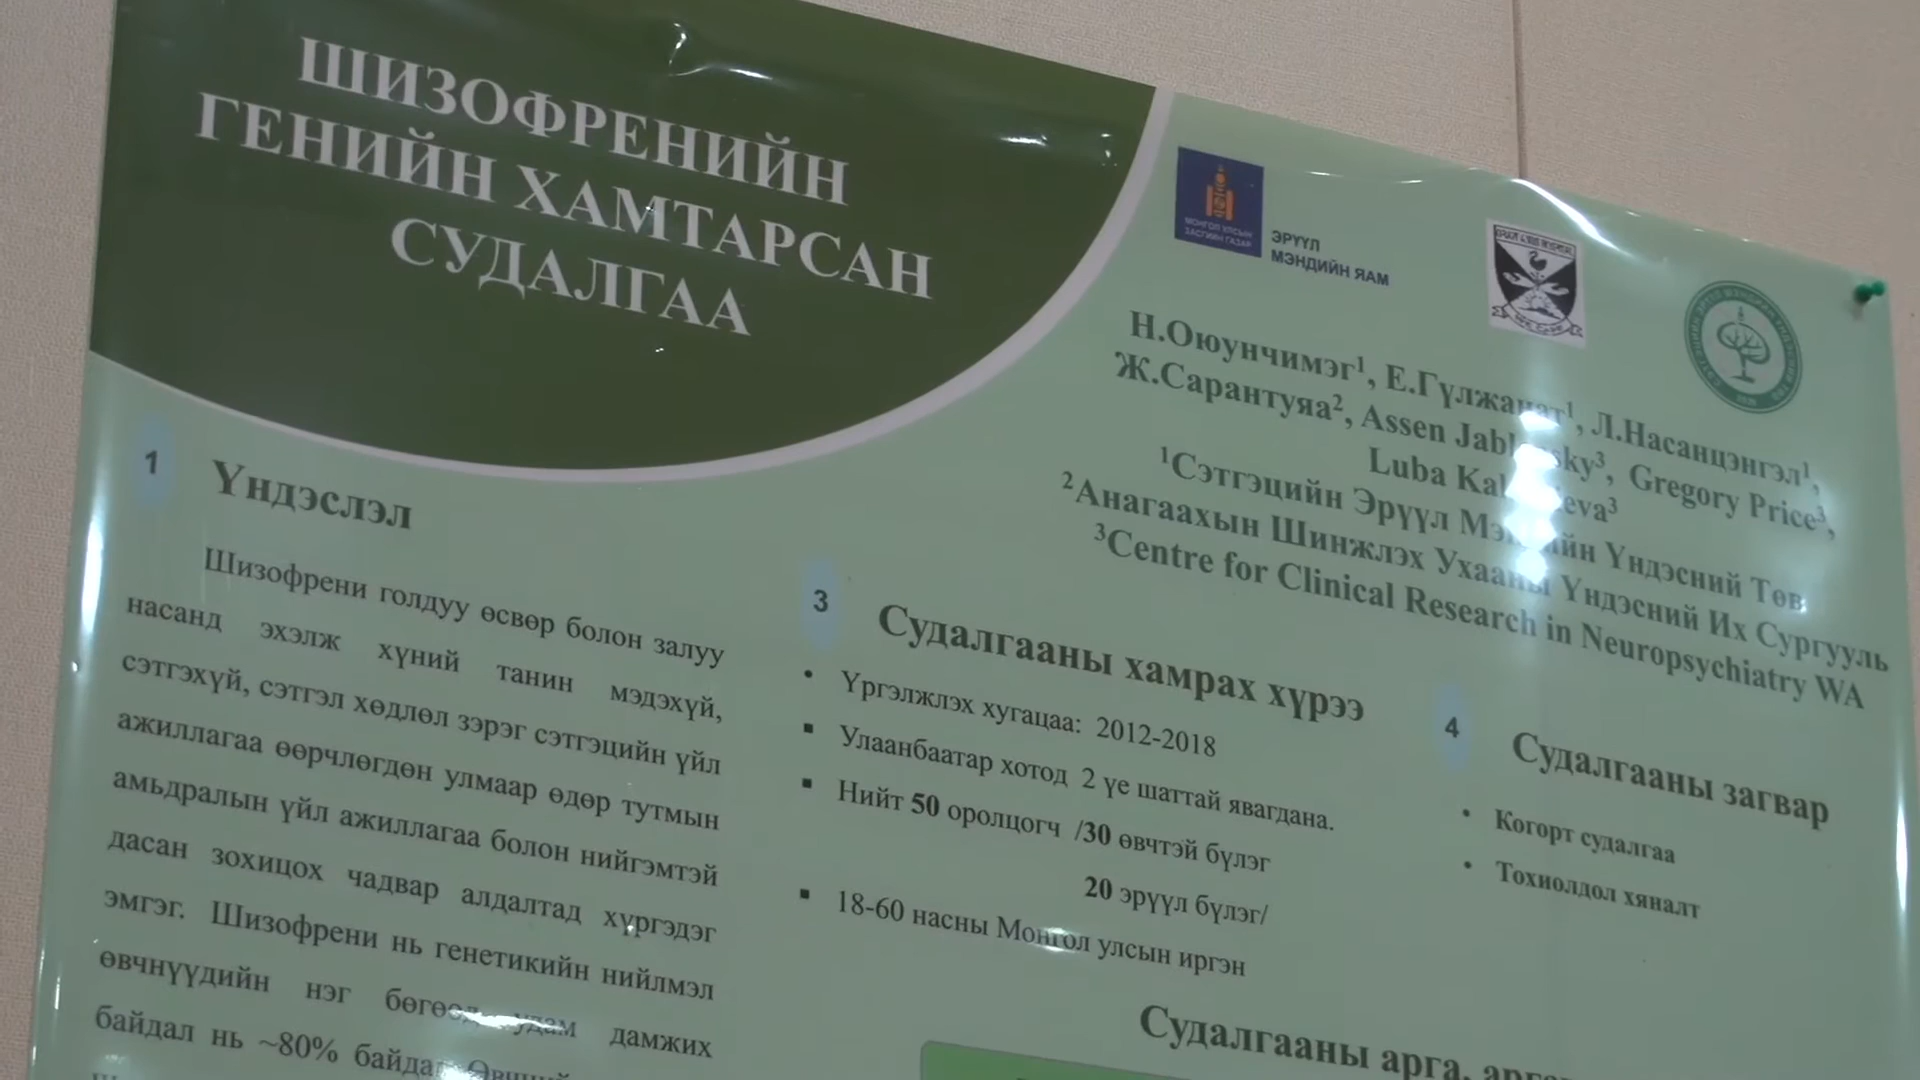 ШИЗОФРЕНИЙН
ГЕНИЙН ХАМТАРСАН
СУДАЛГАА
МОНГОЛ УЛСЫН
ЗАСГИЙН ГАЗАР
ЭРҮҮЛ
МЭНДИЙН ЯАМ
Н.Оюунчимэг¹, Е.Гүлжанат¹, Л.Насанцэнгэл¹,
Ж.Сарантуяа², Assen Gregory Price³,
Luba
¹Сэтгэцийн Эрүүл Мэндийн Үндэсний Төв
²Анагаахын Шинжлэх Ухааны Үндэсний Их Сургууль
³Centre for Clinical Research in Neuropsychiatry WA
1 Үндэслэл
Шизофрени голдуу өсвөр болон залуу
насанд эхэлж хүний танин мэдэхүй,
сэтгэхүй, сэтгэл хөдлөл зэрэг сэтгэцийн үйл
ажиллагаа өөрчлөгдөн улмаар өдөр тутмын
амьдралын үйл ажиллагаа болон нийгэмтэй
дасан зохицох чадвар алдалтад хүргэдэг
эмгэг. Шизофрени нь генетикийн нийлмэл
өвчнүүдийн нэг бөгөөд удам дамжих
байдал нь ~80% байдаг.
3 Судалгааны хамрах хүрээ
• Үргэлжлэх хугацаа: 2012-2018
▪ Улаанбаатар хотод 2 үе шаттай явагдана.
▪ Нийт 50 оролцогч /30 өвчтэй бүлэг
20 эрүүл бүлэг/
▪ 18-60 насны Монгол улсын иргэн
4 Судалгааны загвар
• Когорт судалгаа
• Тохиолдол хяналт
Судалгааны арга,